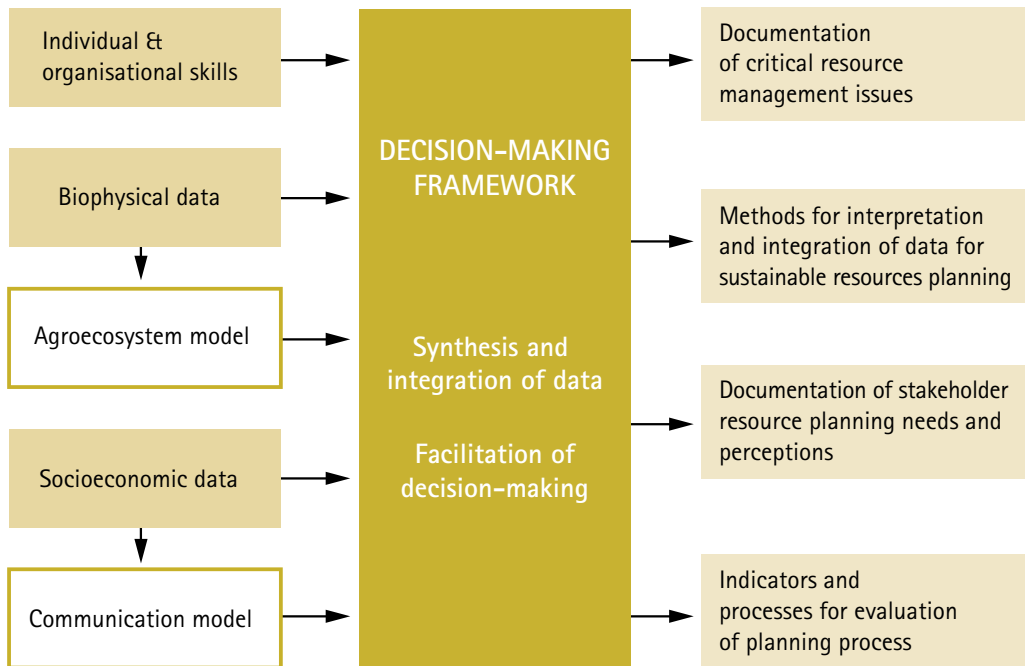 Individual &
organisational skills
Biophysical data
Agroecosystem model
Socioeconomic data
Communication model
DECISION-MAKING
FRAMEWORK
Synthesis and
integration of data
Facilitation of
decision-making
Documentation
of critical resource
management issues
Methods for interpretation
and integration of data for
sustainable resources planning
Documentation of stakeholder
resource planning needs and
perceptions
Indicators and
processes for evaluation
of planning process